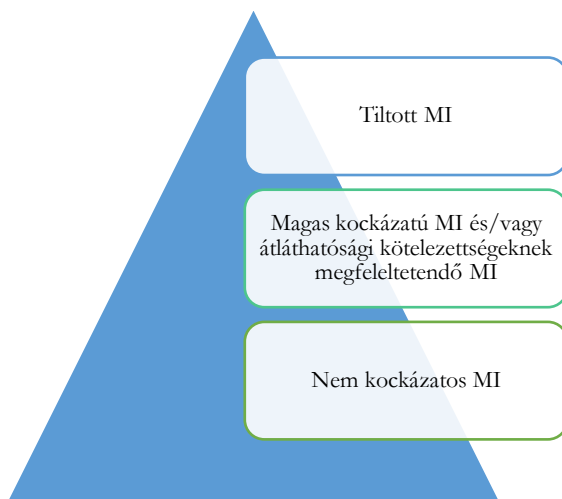 Tiltott MI
Magas kockázatú MI és/vagy
átláthatósági kötelezettségeknek
megfeleltetendő MI
Nem kockázatos MI